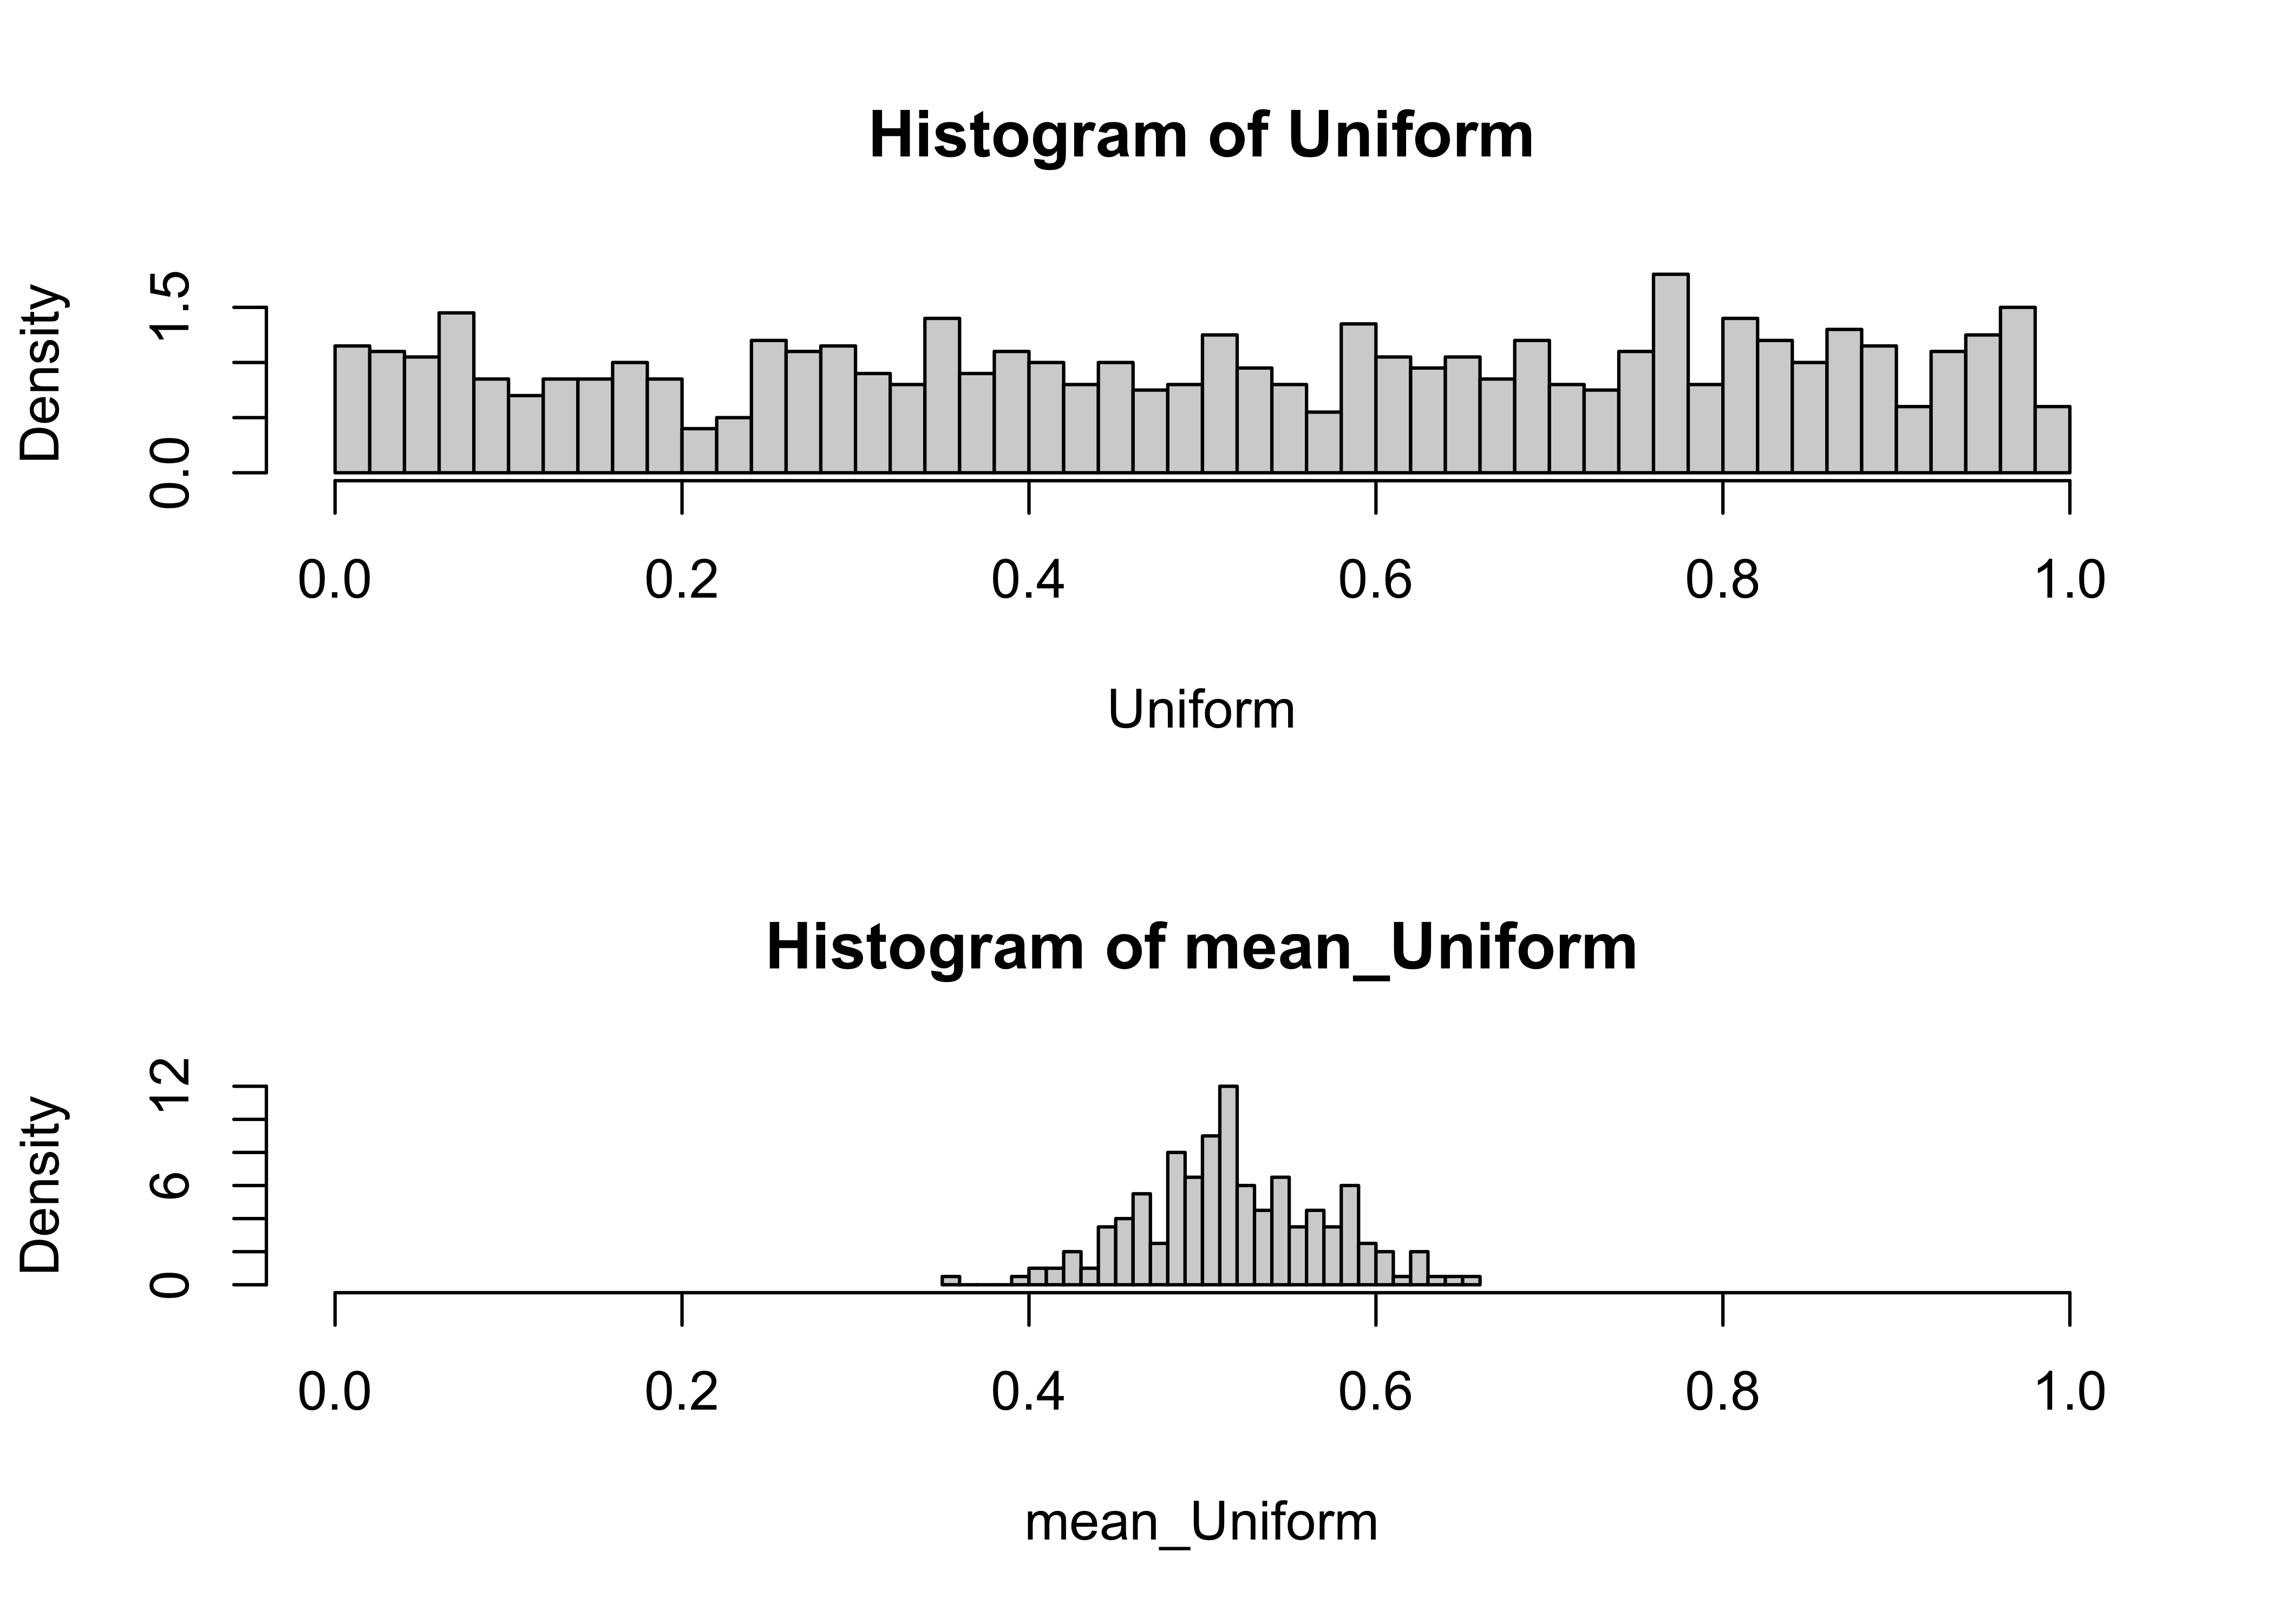 Histogram of Uniform
Density
1.5
0.0
0.0 0.2 0.4 0.6 0.8 1.0
Uniform
Histogram of mean_Uniform
Density
12
6
0
0.0 0.2 0.4 0.6 0.8 1.0
mean_Uniform